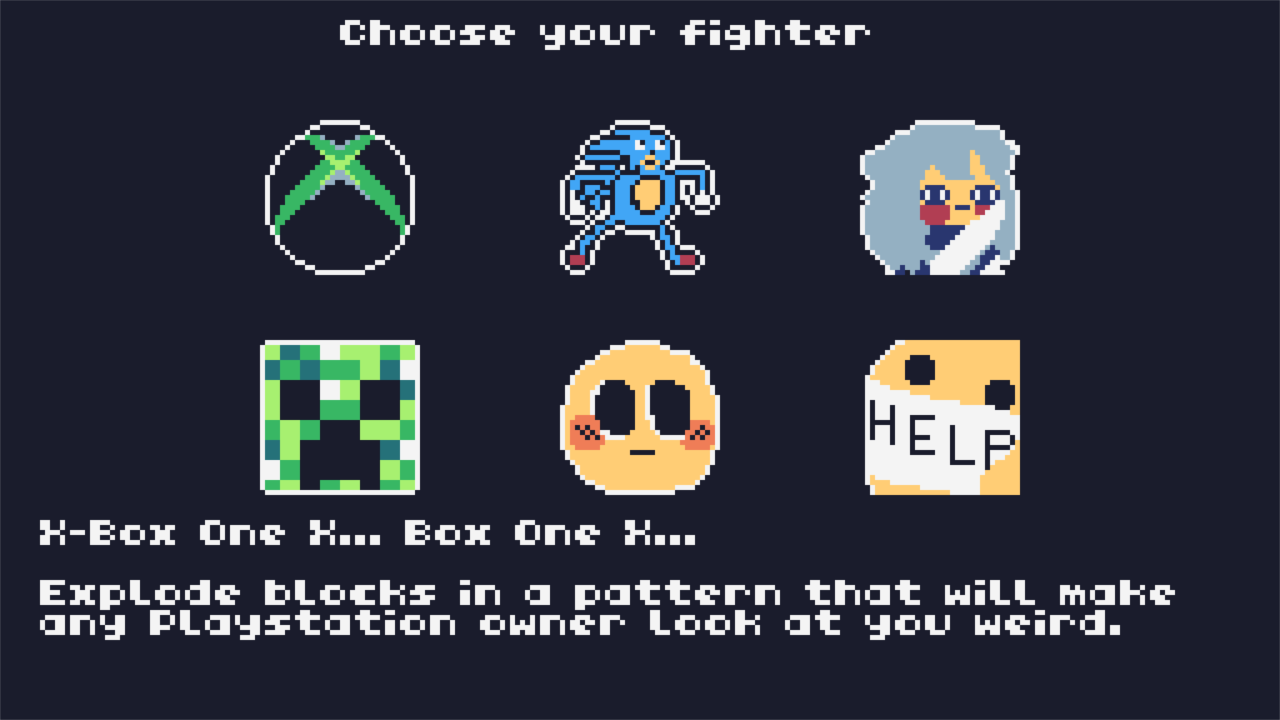 Choose your fighter
HELP
X-Box One X... Box One X...
Explode blocks in a pattern that will make
any Playstation owner look at you weird.